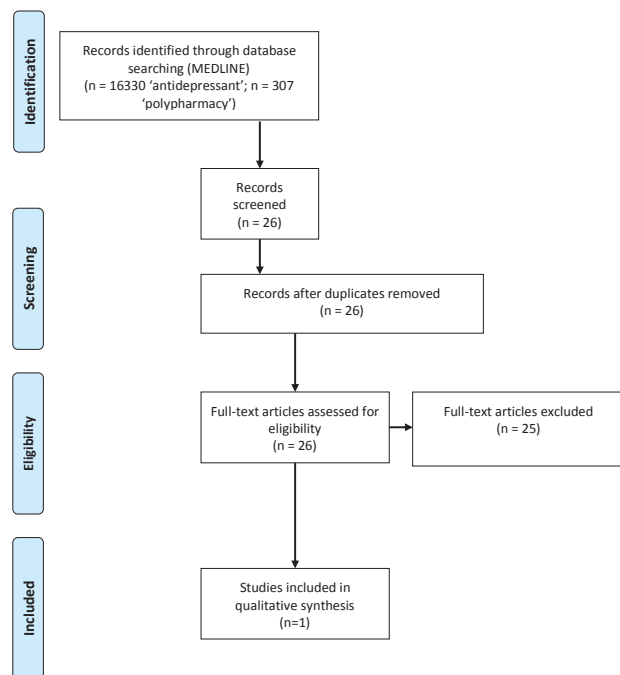 Identification
Records identified through database
searching (MEDLINE)
(n = 16330 ‘antidepressant’; n = 307
‘polypharmacy’)
Records
screened
(n = 26)
Screening
Records after duplicates removed
(n = 26)
Eligibility
Full-text articles assessed for
eligibility
(n = 26)
Full-text articles excluded
(n = 25)
Included
Studies included in
qualitative synthesis
(n=1)